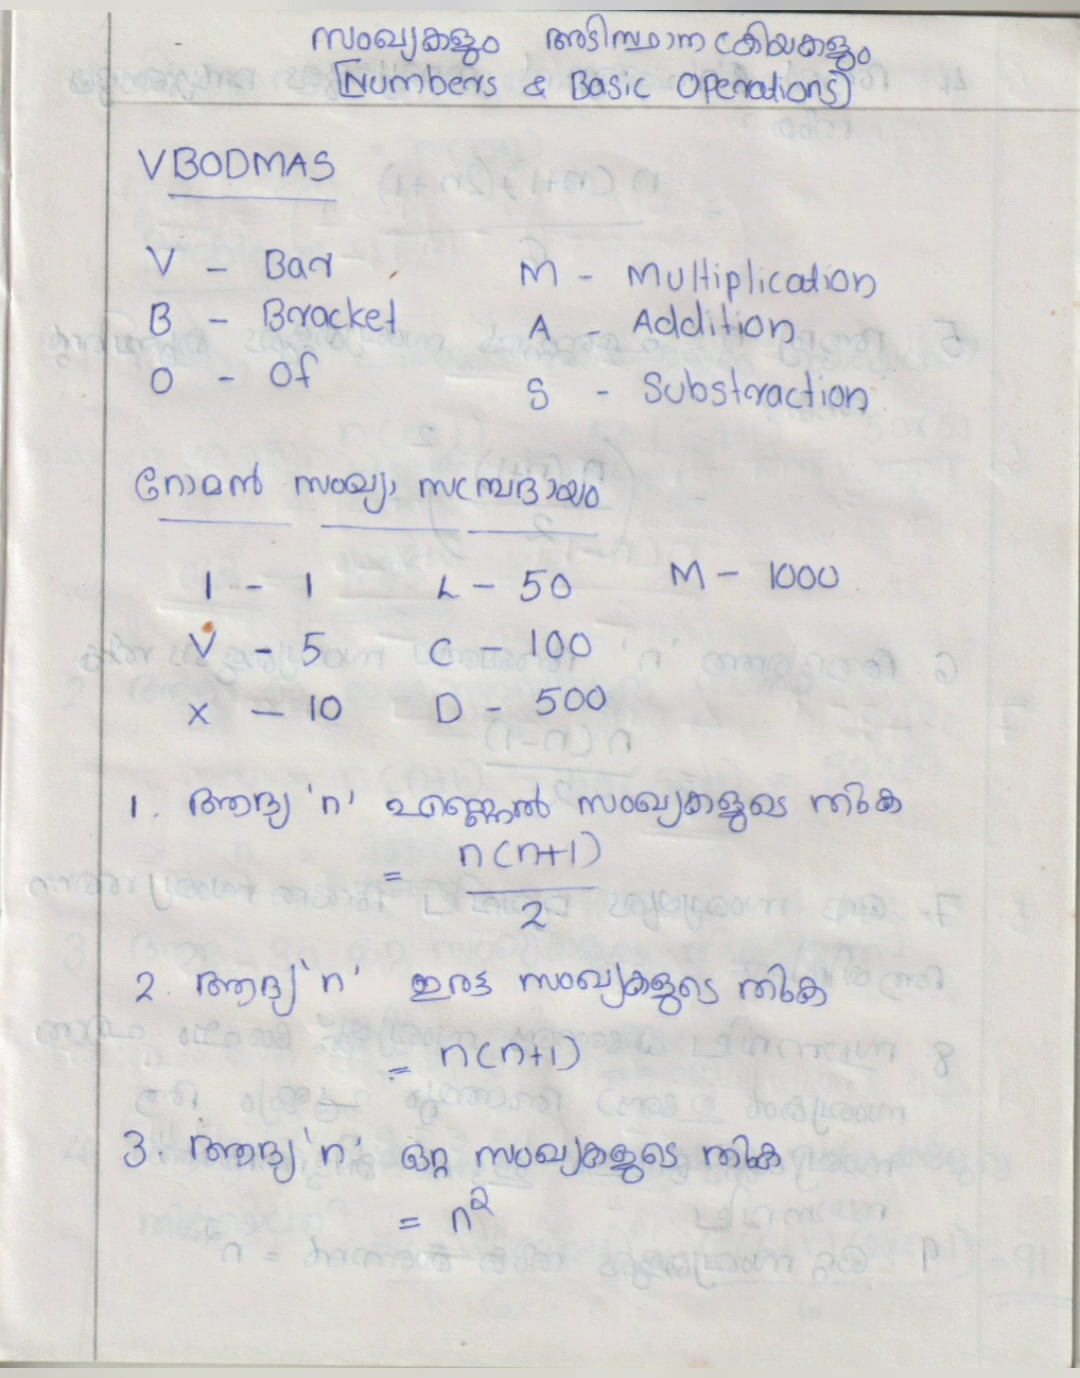 സംഖ്യകളും അടിസ്ഥാന ക്രിയകളും
[Numbers & Basic Operations]
VBODMAS
V - Bar
B - Bracket
O - Of
M - Multiplication
A - Addition
S - Substraction
റോമൻ സംഖ്യാ സമ്പ്രദായം
I - 1 L - 50 M - 1000
V - 5 C - 100
X - 10 D - 500
1. ആദ്യ 'n' എണ്ണൽ സംഖ്യകളുടെ തുക
= n(n+1)
2
2. ആദ്യ 'n' ഇരട്ട സംഖ്യകളുടെ തുക
= n(n+1)
3. ആദ്യ 'n' ഒറ്റ സംഖ്യകളുടെ തുക
= n²